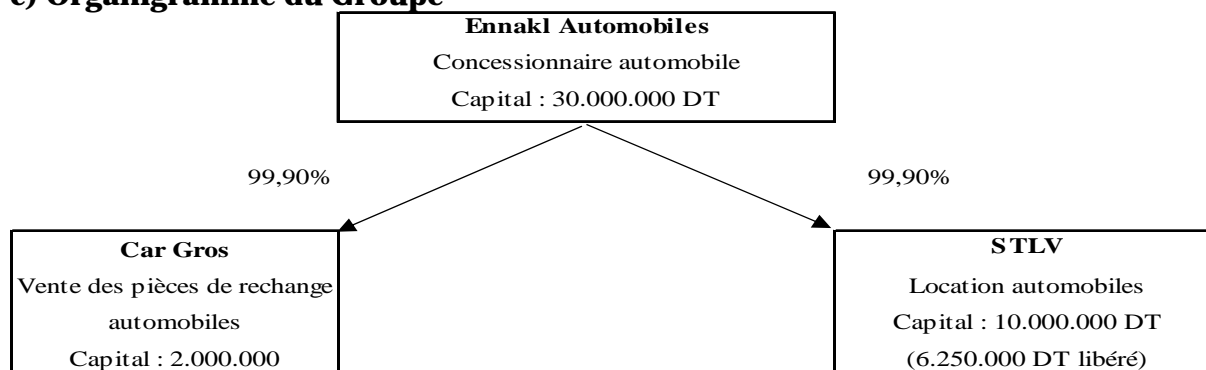 c) Organigramme du Groupe
Ennakl Automobiles
Concessionnaire automobile
Capital : 30.000.000 DT
99,90%
99,90%
Car Gros
Vente des pièces de rechange
automobiles
Capital : 2.000.000
STLV
Location automobiles
Capital : 10.000.000 DT
(6.250.000 DT libéré)